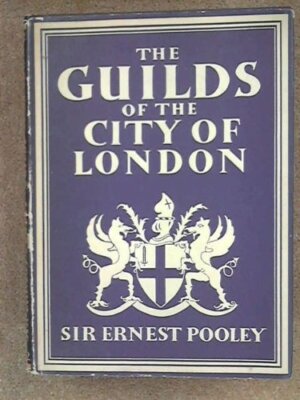 THE
GUILDS
OF THE
CITY OF
LONDON
SIR ERNEST POOLEY